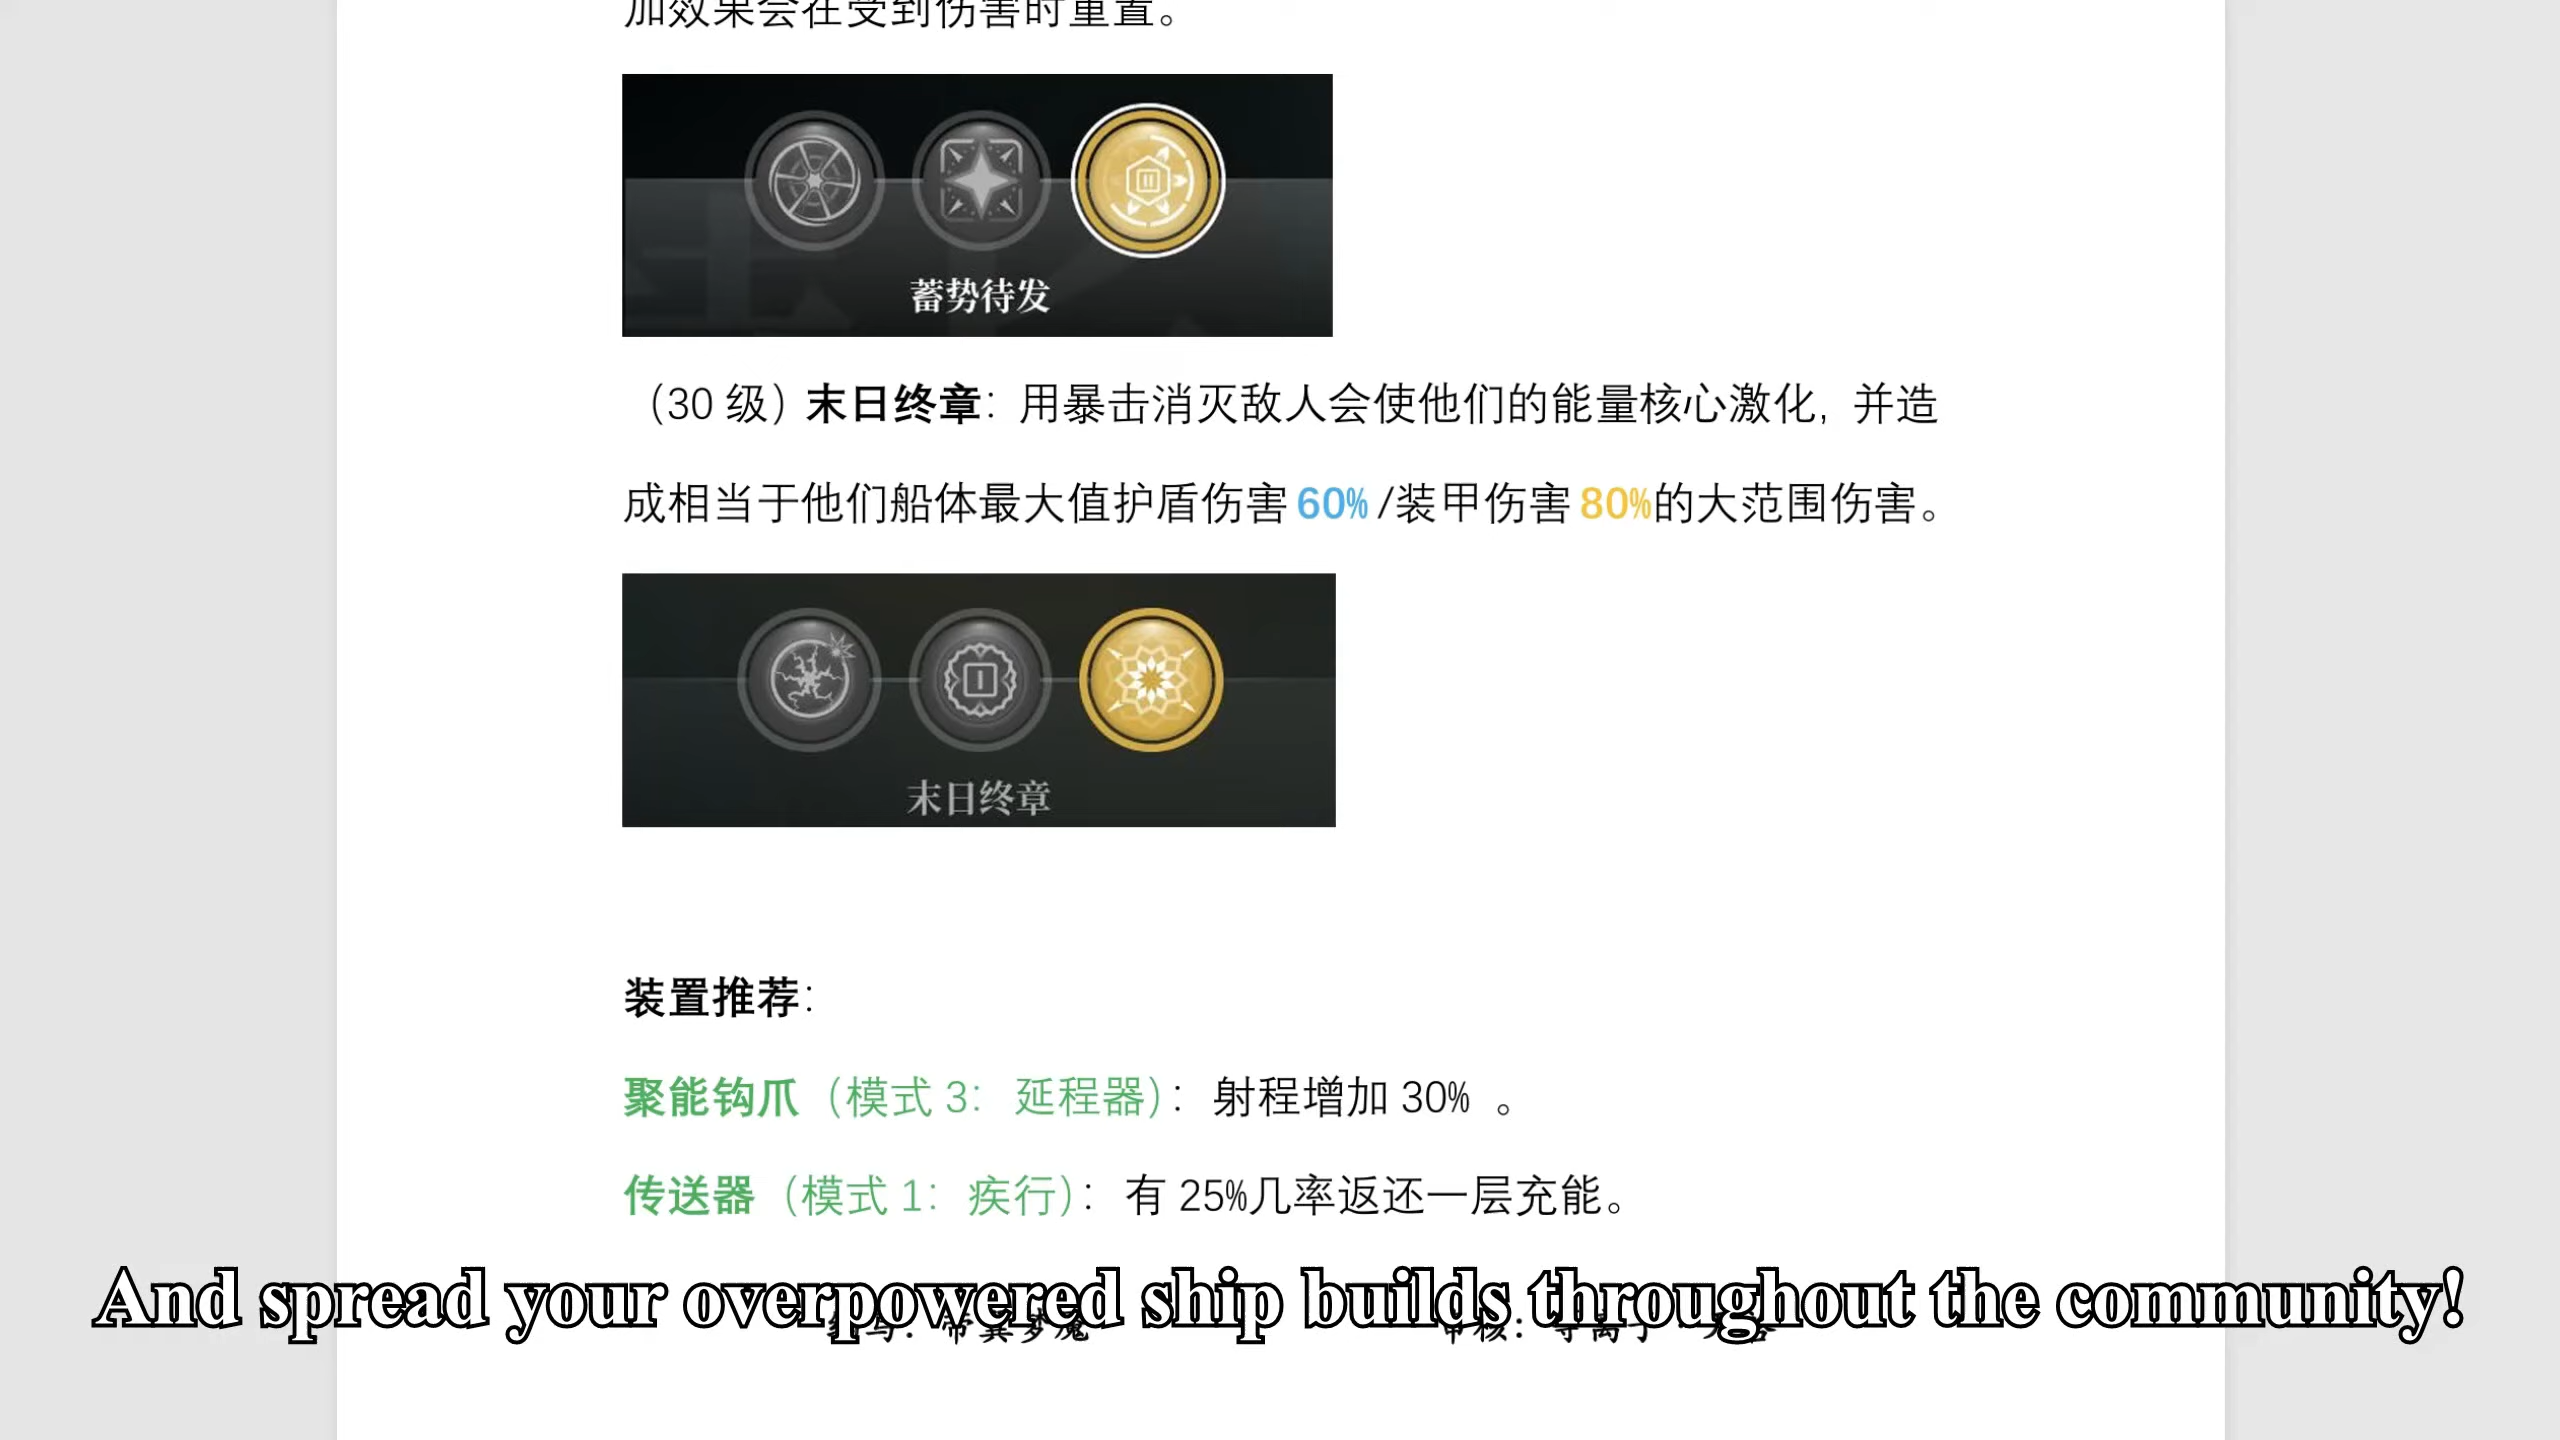 加效果会在受到伤害时重置。
蓄势待发
（30 级）末日终章：用暴击消灭敌人会使他们的能量核心激化，并造
成相当于他们船体最大值护盾伤害 60% /装甲伤害 80%的大范围伤害。
末日终章
装置推荐：
聚能钩爪（模式 3： 延程器）： 射程增加 30% 。
传送器（模式 1： 疾行）： 有 25%几率返还一层充能。
And spread your overpowered ship builds throughout the community!